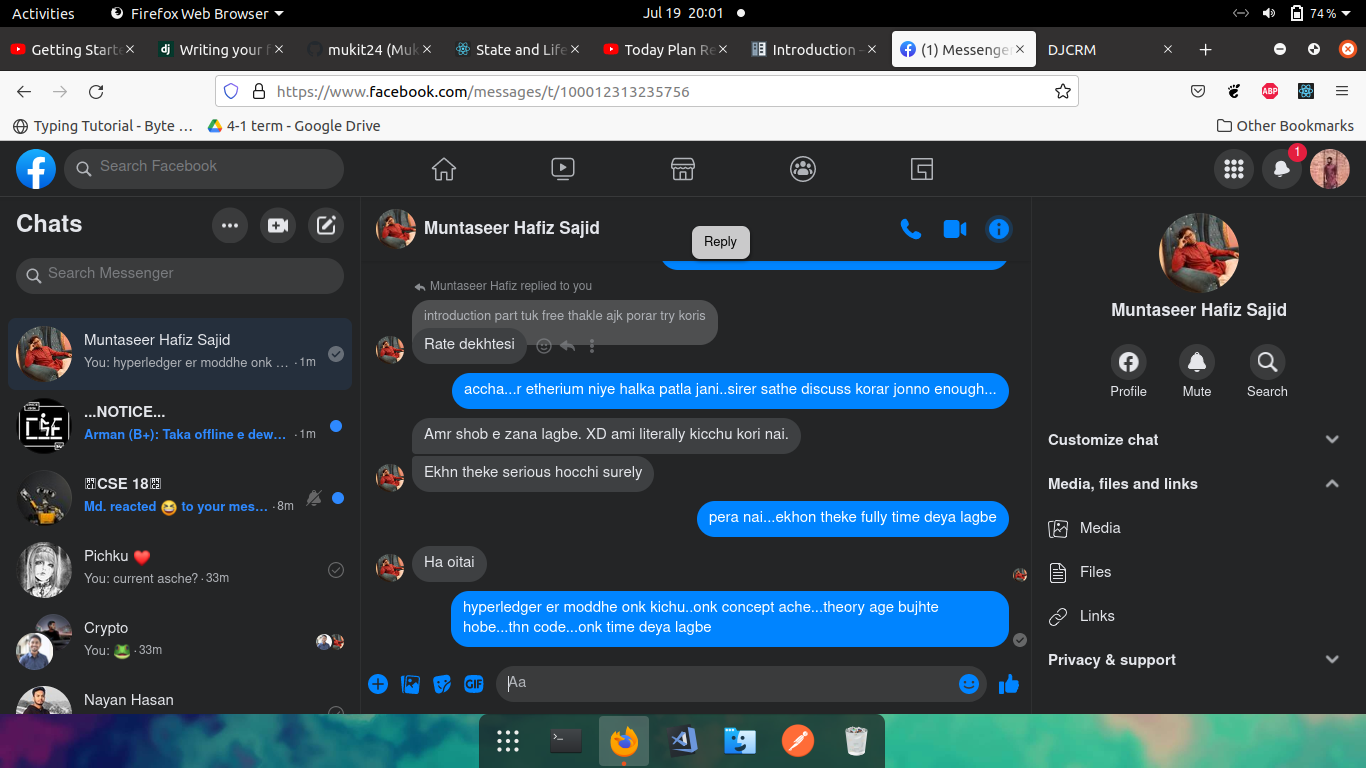 Activities
Firefox Web Browser
Jul 19 20:01
74 %
Getting Starte
Writing your f
mukit24 (Muk
State and Life
Today Plan Re
Introduction —
(1) Messenger
DJCRM
https://www.facebook.com/messages/t/100012313235756
ABP
Typing Tutorial - Byte …
4-1 term - Google Drive
Other Bookmarks
Search Facebook
1
Chats
Search Messenger
Muntaseer Hafiz Sajid
You: hyperledger er moddhe onk … · 1m
...NOTICE...
Arman (B+): Taka offline e dew… · 1m
CSE 18
Md. reacted 😂 to your mes… · 8m
Pichku ❤️
You: current asche? · 33m
Crypto
You: 🐸 · 33m
Nayan Hasan
Muntaseer Hafiz Sajid
Reply
Muntaseer Hafiz replied to you
introduction part tuk free thakle ajk porar try koris
Rate dekhtesi
accha...r etherium niye halka patla jani..sirer sathe discuss korar jonno enough...
Amr shob e zana lagbe. XD ami literally kicchu kori nai.
Ekhn theke serious hocchi surely
pera nai...ekhon theke fully time deya lagbe
Ha oitai
hyperledger er moddhe onk kichu..onk concept ache...theory age bujhte
hobe...thn code...onk time deya lagbe
GIF
Aa
Muntaseer Hafiz Sajid
Profile
Mute
Search
Customize chat
Media, files and links
Media
Files
Links
Privacy & support